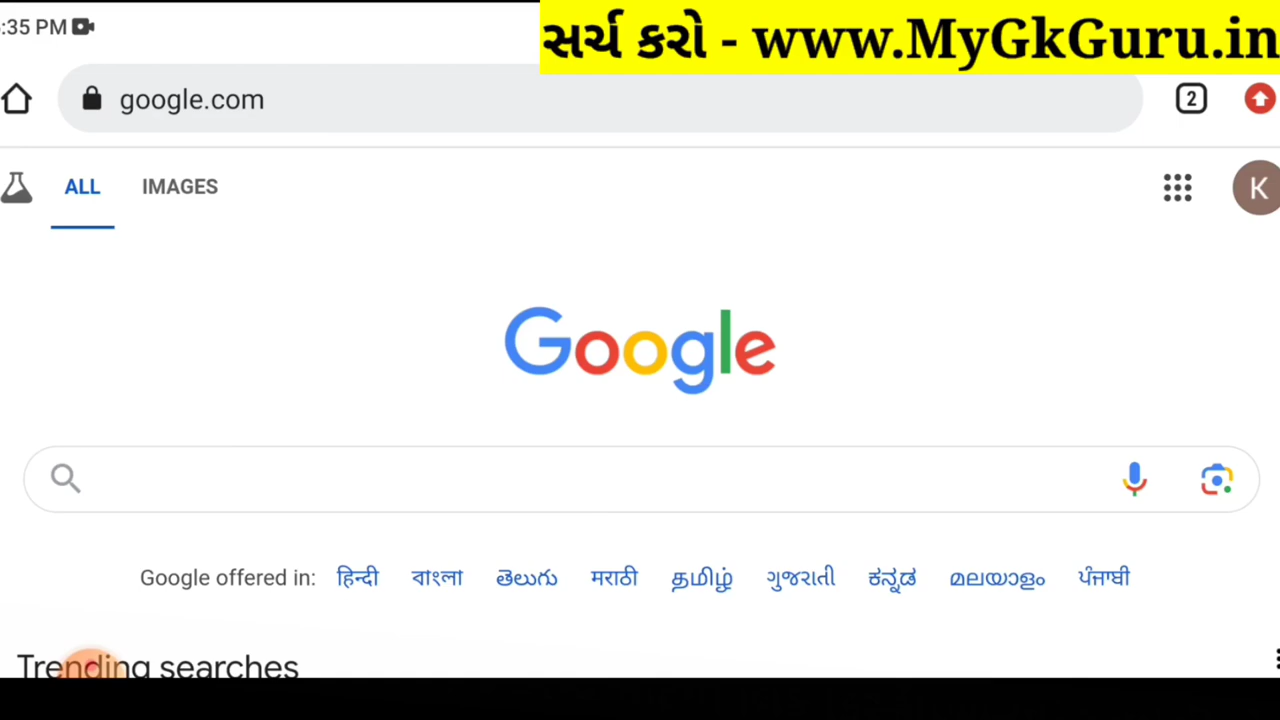 :35 PM
સર્ચ કરો - www.MyGkGuru.in
google.com
2
ALL IMAGES
K
Google
Google offered in: हिन्दी বাংলা తెలుగు मराठी தமிழ் ગુજરાતી ಕನ್ನಡ മലയാളം ਪੰਜਾਬੀ
Trending searches